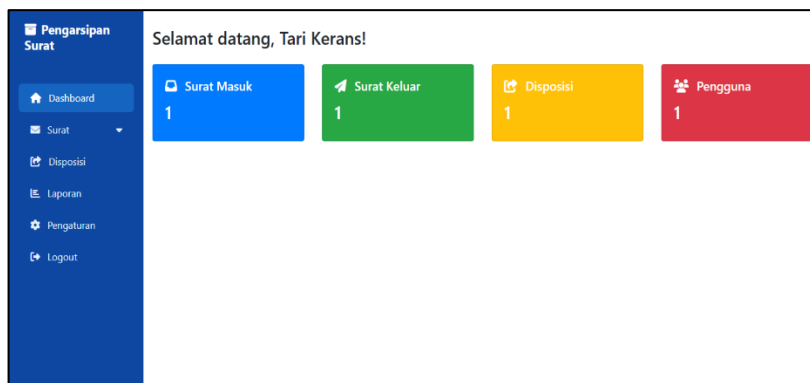 Pengarsipan
Surat
Dashboard
Surat
Disposisi
Laporan
Pengaturan
Logout
Selamat datang, Tari Kerans!
Surat Masuk
1
Surat Keluar
1
Disposisi
1
Pengguna
1